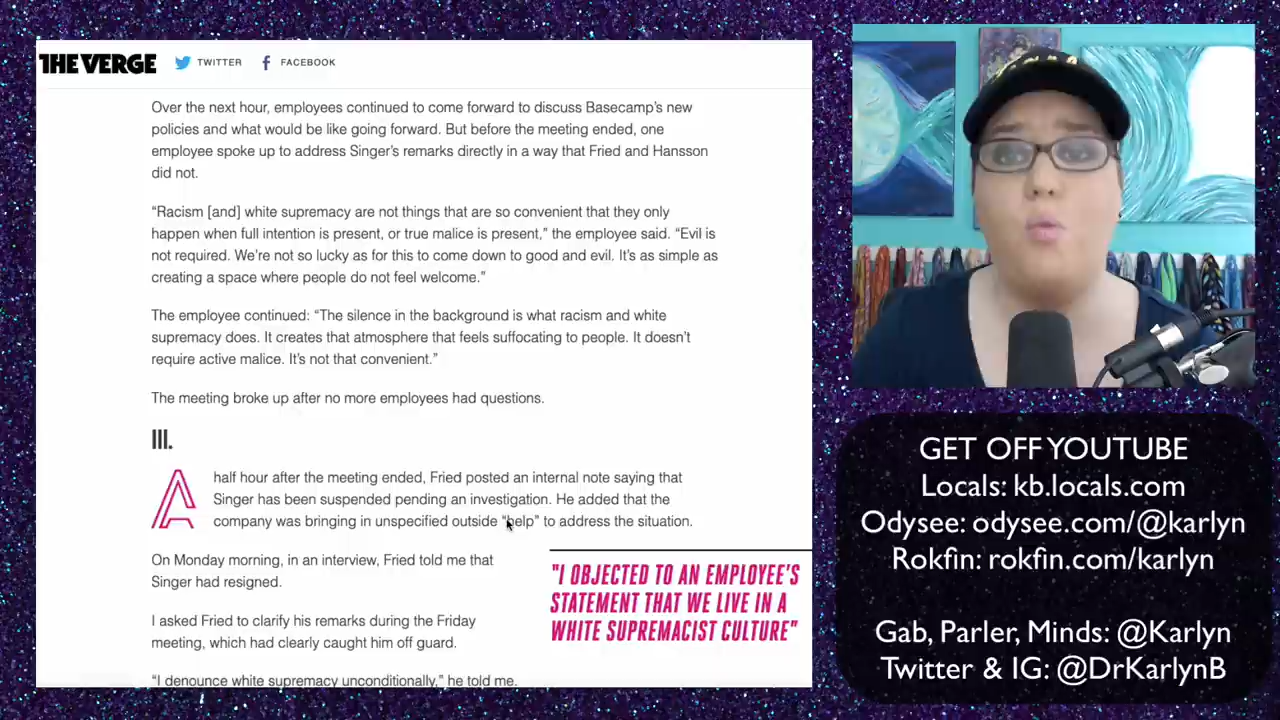 THE VERGE
TWITTER
FACEBOOK
Over the next hour, employees continued to come forward to discuss Basecamp's new
policies and what would be like going forward. But before the meeting ended, one
employee spoke up to address Singer's remarks directly in a way that Fried and Hansson
did not.
“Racism [and] white supremacy are not things that are so convenient that they only
happen when full intention is present, or true malice is present,” the employee said. “Evil is
not required. We're not so lucky as for this to come down to good and evil. It's as simple as
creating a space where people do not feel welcome.”
The employee continued: “The silence in the background is what racism and white
supremacy does. It creates that atmosphere that feels suffocating to people. It doesn't
require active malice. It's not that convenient.”
The meeting broke up after no more employees had questions.
III.
A half hour after the meeting ended, Fried posted an internal note saying that
Singer has been suspended pending an investigation. He added that the
company was bringing in unspecified outside “help” to address the situation.
On Monday morning, in an interview, Fried told me that
Singer had resigned.
I asked Fried to clarify his remarks during the Friday
meeting, which had clearly caught him off guard.
“I denounce white supremacy unconditionally,” he told me.
"I OBJECTED TO AN EMPLOYEE'S
STATEMENT THAT WE LIVE IN A
WHITE SUPREMACIST CULTURE"
GET OFF YOUTUBE
Locals: kb.locals.com
Odysee: odysee.com/@karlyn
Rokfin: rokfin.com/karlyn
Gab, Parler, Minds: @Karlyn
Twitter & IG: @DrKarlynB